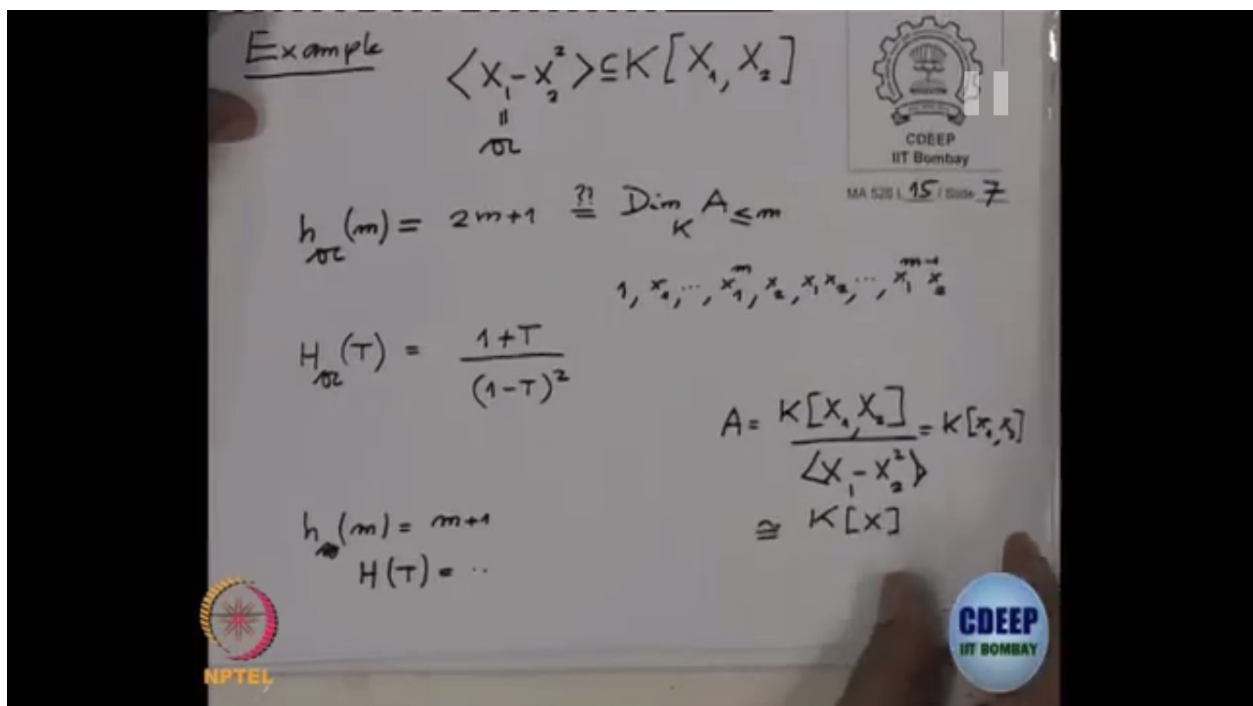 Example
⟨X₁ - X₂²⟩ ⊆ K[X₁, X₂]
=
𝔞
CDEEP
IIT Bombay
MA 526 L 15 / Slide 7
h_𝔞(m) = 2m+1 =^{??} Dim_K A_{≤m}
1, x₁, ..., x₁^m, x₂, x₁x₂, ..., x₁^{m-1}x₂
H_𝔞(T) = (1+T)/(1-T)²
A = K[X₁,X₂]/⟨X₁-X₂²⟩ = K[x₁,x₂]
≅ K[X]
h(m) = m+1
H(T) = ..
NPTEL
CDEEP
IIT BOMBAY